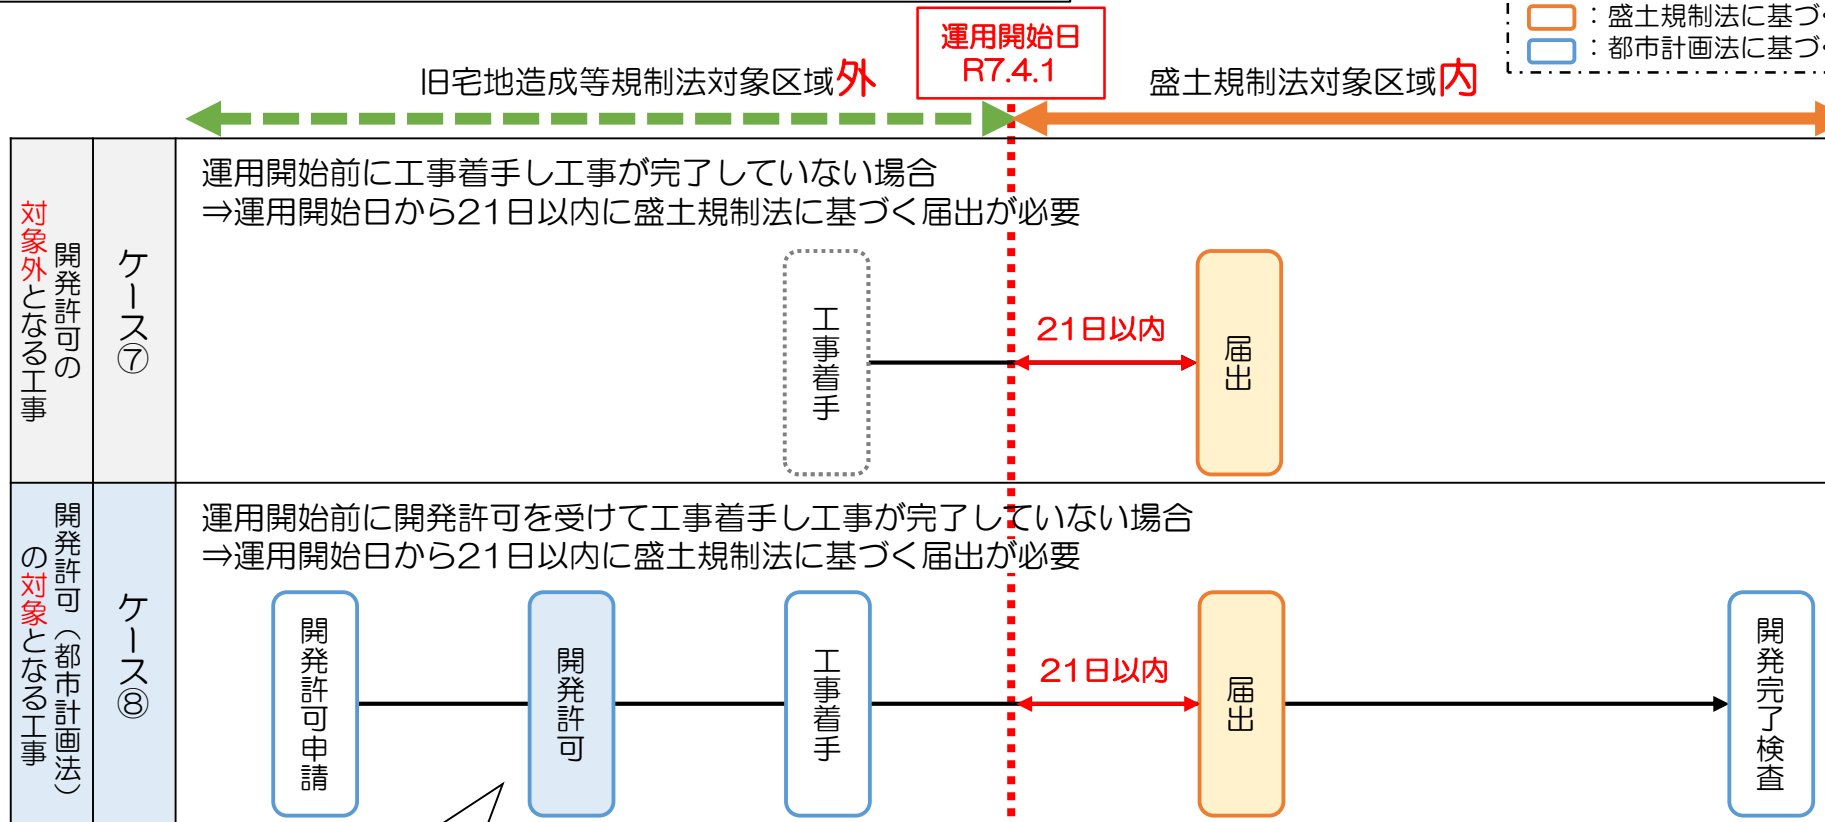 ：盛土規制法に基づく
：都市計画法に基づく
運用開始日
R7.4.1
旧宅地造成等規制法対象区域外
盛土規制法対象区域内
開発許可の
対象外となる工事
ケース⑦
運用開始前に工事着手し工事が完了していない場合
⇒運用開始日から21日以内に盛土規制法に基づく届出が必要
工事着手
21日以内
届出
開発許可（都市計画法）
の対象となる工事
ケース⑧
運用開始前に開発許可を受けて工事着手し工事が完了していない場合
⇒運用開始日から21日以内に盛土規制法に基づく届出が必要
開発許可申請
開発許可
工事着手
21日以内
届出
開発完了検査